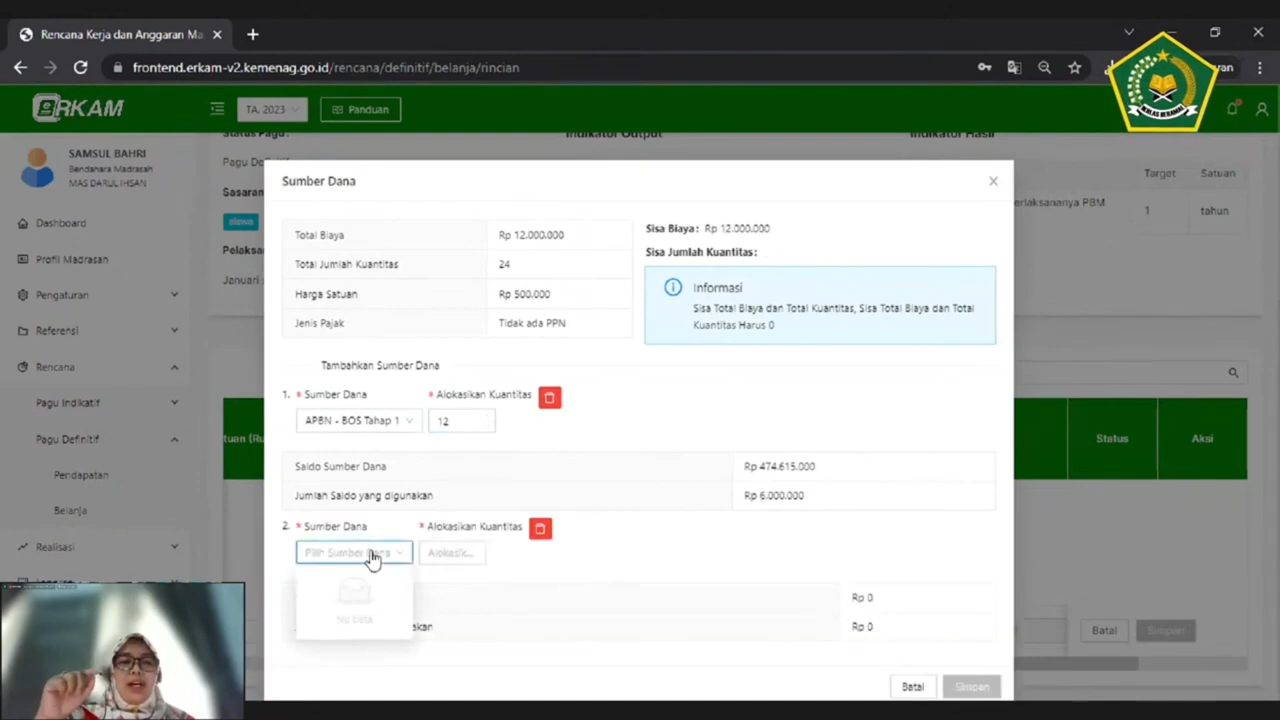 Rencana Kerja dan Anggaran Ma
frontend.erkam-v2.kemenag.go.id/rencana/definitif/belanja/rincian
ran
eRKAM
TA. 2023
Panduan
SAMSUL BAHRI
Bendahara Madrasah
MAS DARUL IHSAN
Dashboard
Profil Madrasah
Pengaturan
Referensi
Rencana
Pagu Indikatif
Pagu Definitif
Pendapatan
Belanja
Realisasi
Status Pagu:
Indikator Output
Indikator Hasil
Pagu De
Sasaran
siswa
Pelaksa
Januari
Target
Satuan
erlaksananya PBM
1
tahun
tuan (Ru
Status
Aksi
Batal
Simpan
Sumber Dana
Total Biaya
Rp 12.000.000
Total Jumlah Kuantitas
24
Harga Satuan
Rp 500.000
Jenis Pajak
Tidak ada PPN
Sisa Biaya: Rp 12.000.000
Sisa Jumlah Kuantitas:
Informasi
Sisa Total Biaya dan Total Kuantitas, Sisa Total Biaya dan Total
Kuantitas Harus 0
Tambahkan Sumber Dana
1. * Sumber Dana
* Alokasikan Kuantitas
APBN - BOS Tahap 1
12
Saldo Sumber Dana
Rp 474.615.000
Jumlah Saldo yang digunakan
Rp 6.000.000
2. * Sumber Dana
* Alokasikan Kuantitas
Pilih Sumber Dana
Alokasik...
No data
Rp 0
akan
Rp 0
Batal
Simpan